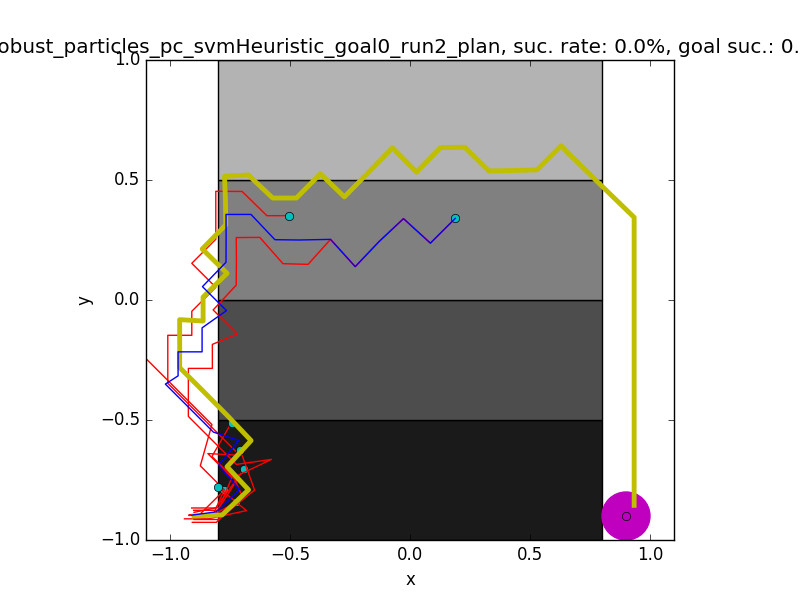 obust_particles_pc_svmHeuristic_goal0_run2_plan, suc. rate: 0.0%, goal suc.: 0.
1.0
0.5
0.0
−0.5
−1.0
y
−1.0 −0.5 0.0 0.5 1.0
x